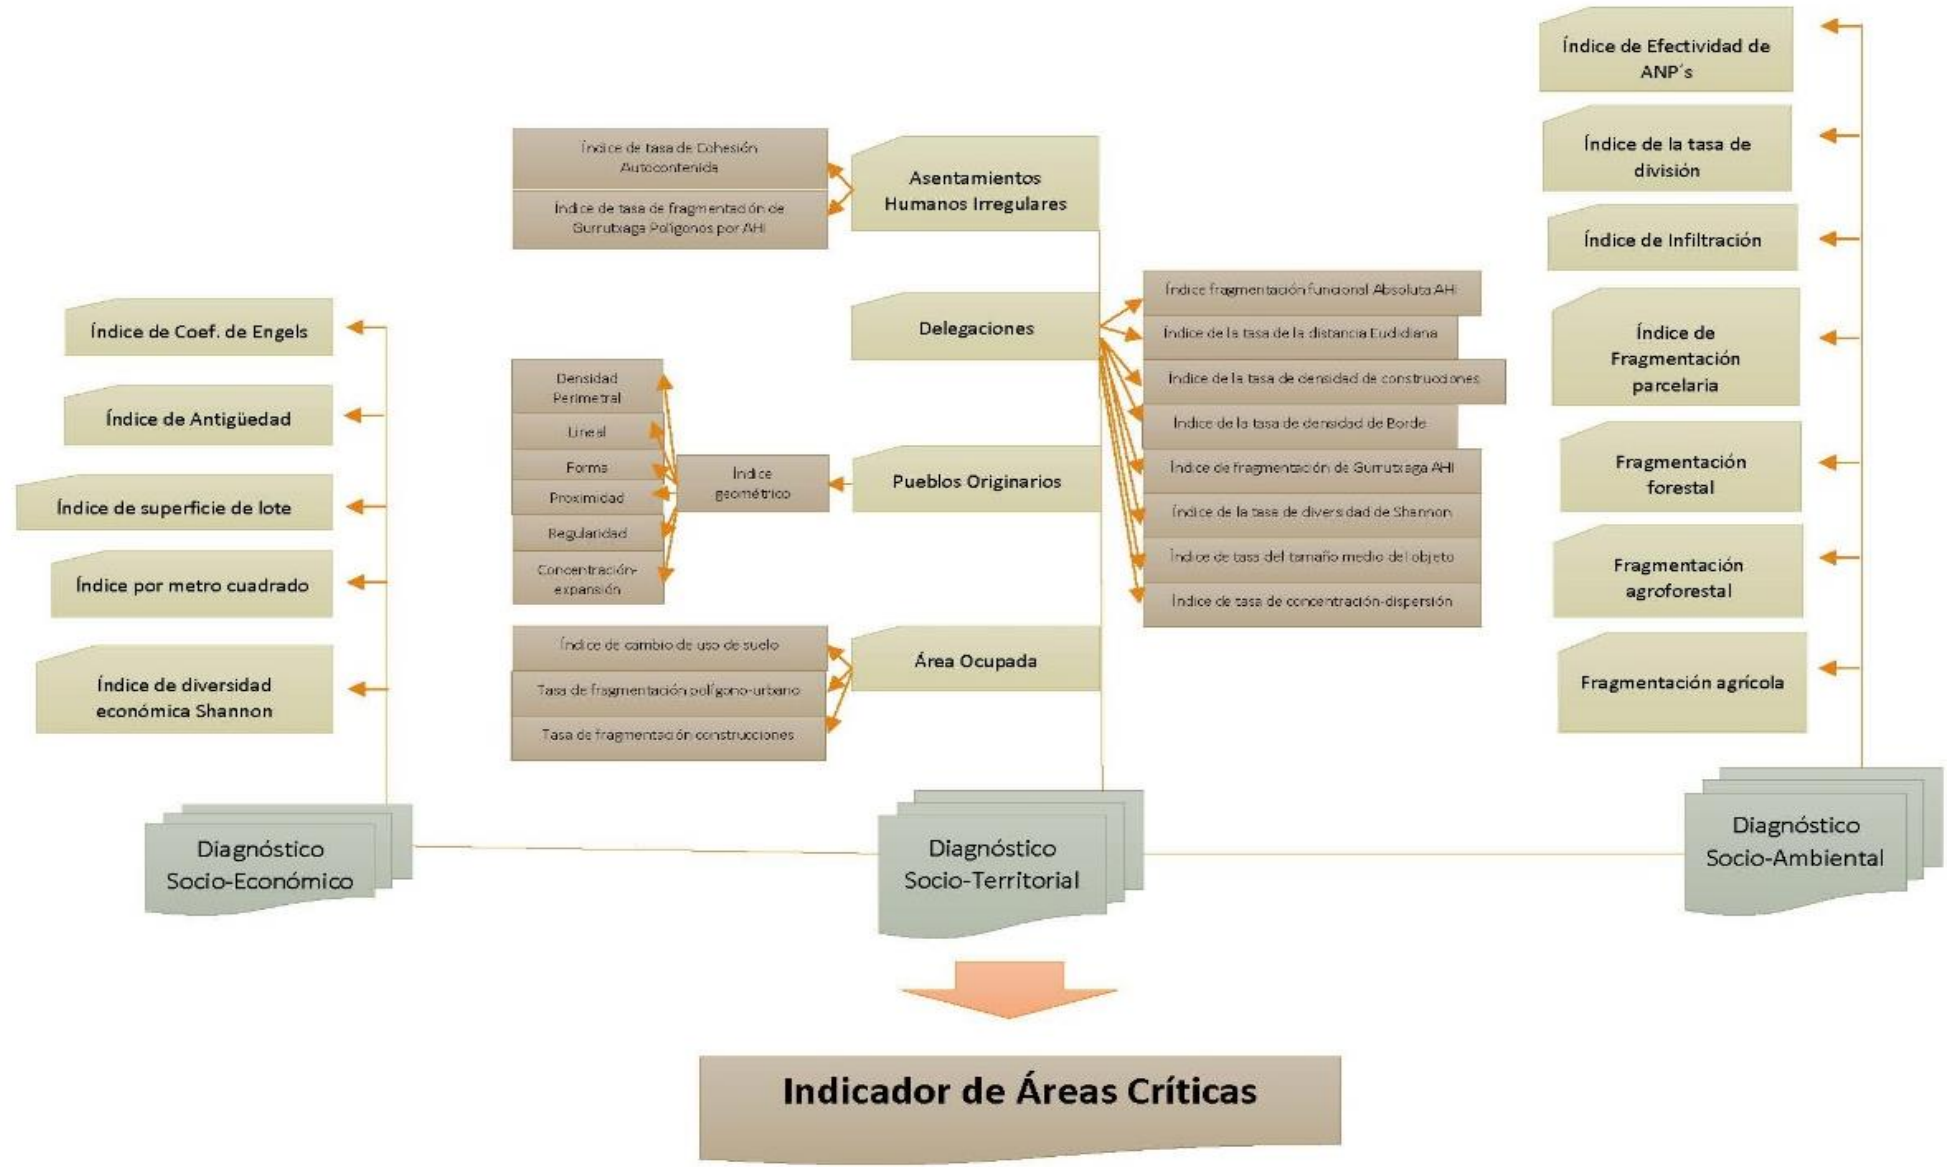 Índice de Coef. de Engels
Índice de Antigüedad
Índice de superficie de lote
Índice por metro cuadrado
Índice de diversidad
económica Shannon
Diagnóstico
Socio-Económico
Índice de tasa de Cohesión
Autocontenida
Índice de tasa de fragmentación de
Gurrutxaga Polígonos por AHI
Asentamientos
Humanos Irregulares
Delegaciones
Índice fragmentación funcional Absoluta AHI
Índice de la tasa de la distancia Euclidiana
Índice de la tasa de densidad de construcciones
Índice de la tasa de densidad de Borde
Índice de fragmentación de Gurrutxaga AHI
Índice de la tasa de diversidad de Shannon
Índice de tasa del tamaño medio del objeto
Índice de tasa de concentración-dispersión
Densidad
Perimetral
Lineal
Forma
Proximidad
Regularidad
Concentración-
expansión
Índice
geométrico
Pueblos Originarios
Índice de cambio de uso de suelo
Tasa de fragmentación polígono-urbano
Tasa de fragmentación construcciones
Área Ocupada
Diagnóstico
Socio-Territorial
Índice de Efectividad de
ANP´s
Índice de la tasa de
división
Índice de Infiltración
Índice de
Fragmentación
parcelaria
Fragmentación
forestal
Fragmentación
agroforestal
Fragmentación agrícola
Diagnóstico
Socio-Ambiental
Indicador de Áreas Críticas